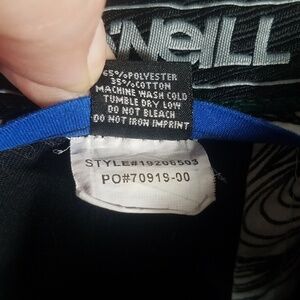 NEILL
65%POLYESTER
35%COTTON
MACHINE WASH COLD
TUMBLE DRY LOW
DO NOT BLEACH
DO NOT IRON IMPRINT
STYLE#19206503
PO#70919-00